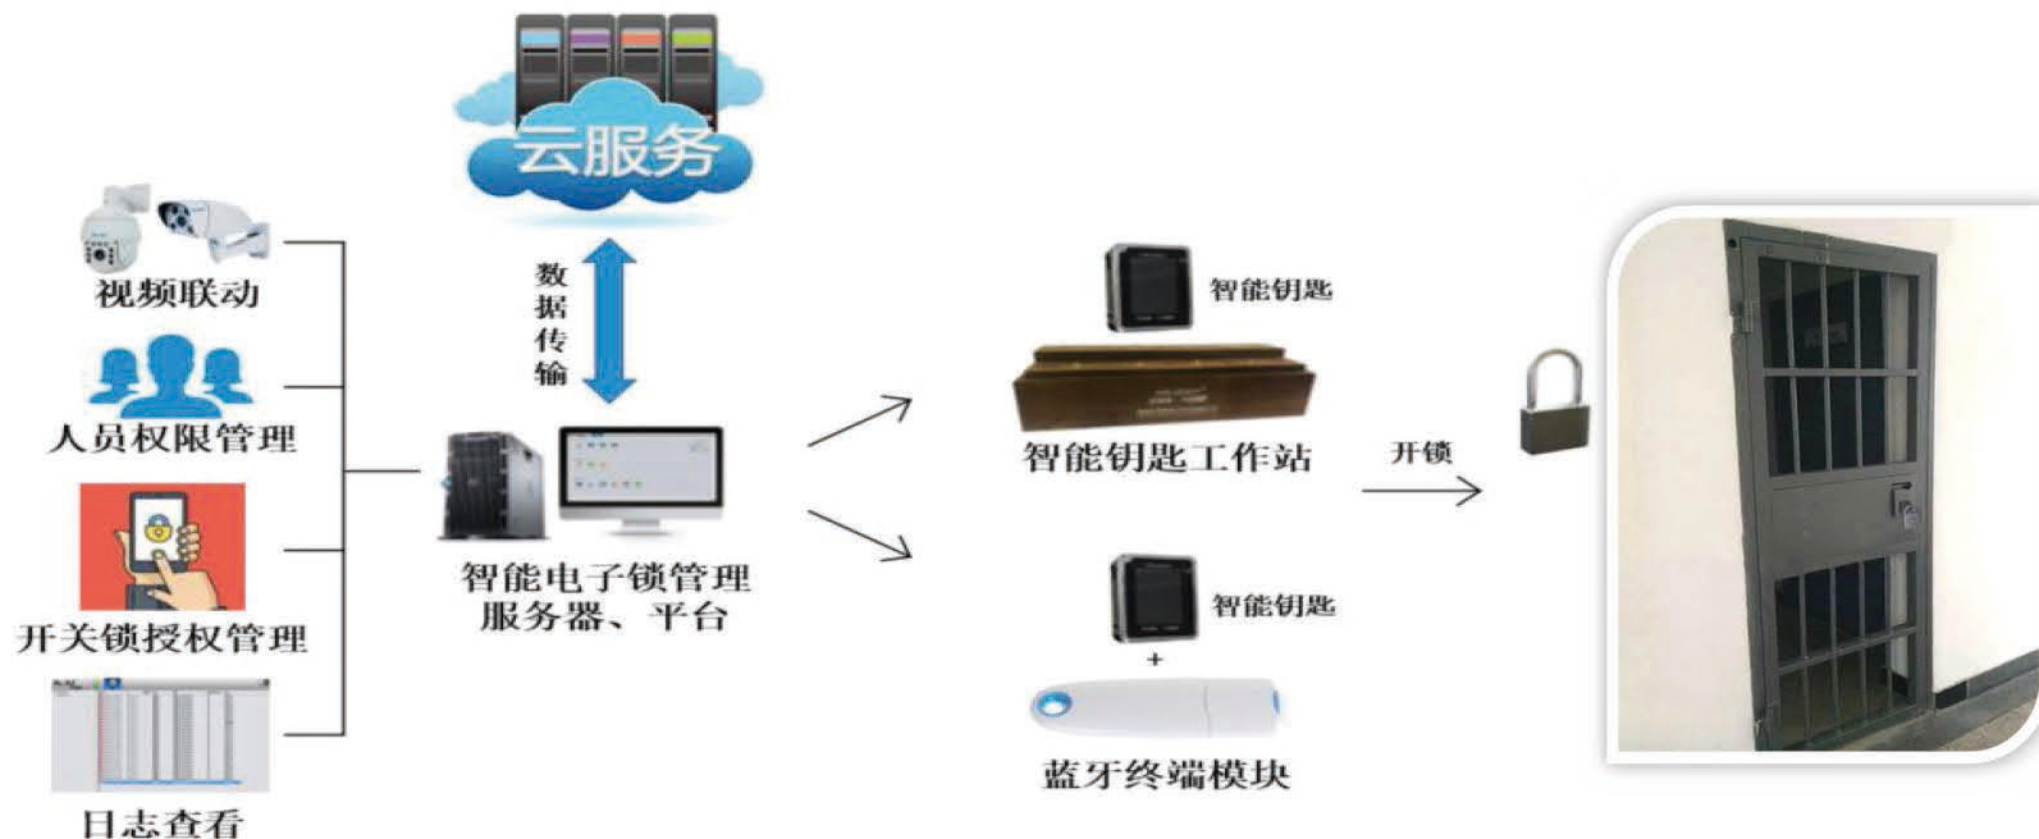 云服务
视频联动
数
据
传
输
人员权限管理
开关锁授权管理
日志查看
智能电子锁管理
服务器、平台
智能钥匙
智能钥匙工作站
智能钥匙
+
蓝牙终端模块
开锁